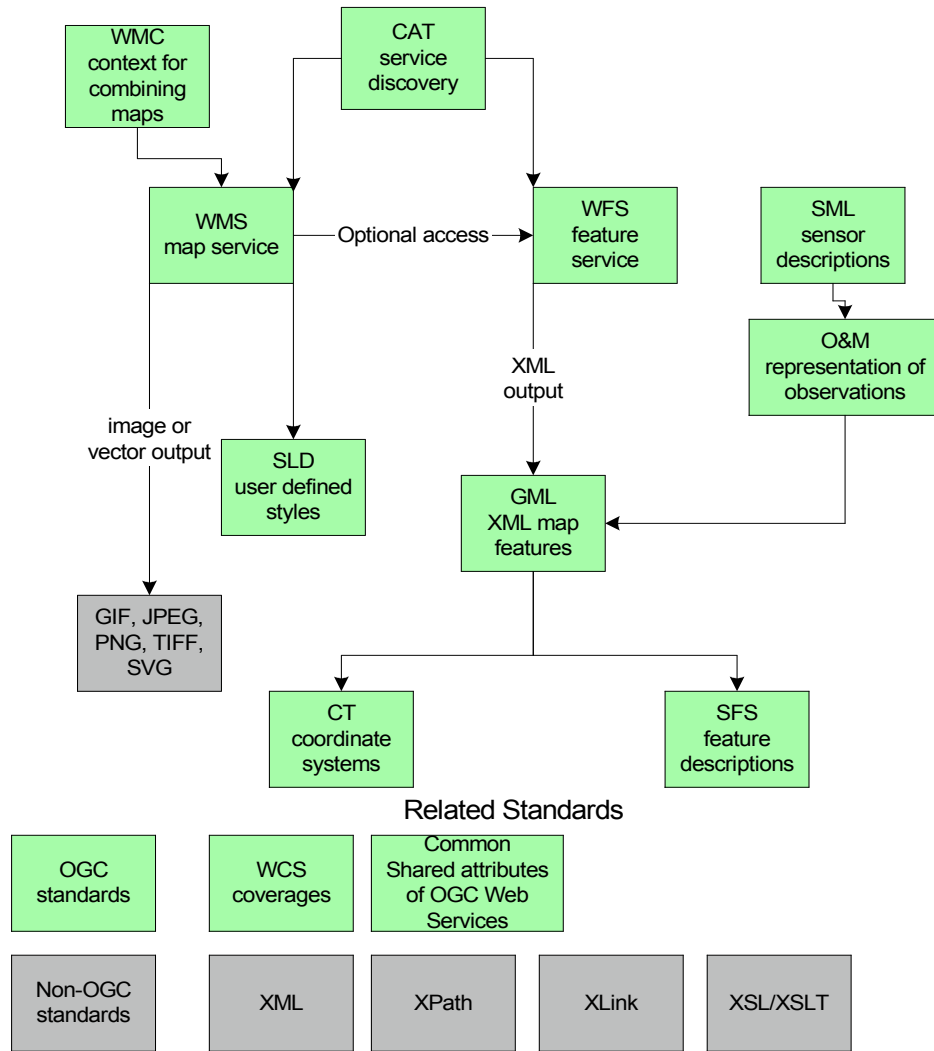 WMC
context for
combining
maps
CAT
service
discovery
WMS
map service
Optional access
WFS
feature
service
SML
sensor
descriptions
O&M
representation of
observations
XML
output
image or
vector output
SLD
user defined
styles
GML
XML map
features
GIF, JPEG,
PNG, TIFF,
SVG
CT
coordinate
systems
SFS
feature
descriptions
Related Standards
OGC
standards
WCS
coverages
Common
Shared attributes
of OGC Web
Services
Non-OGC
standards
XML
XPath
XLink
XSL/XSLT